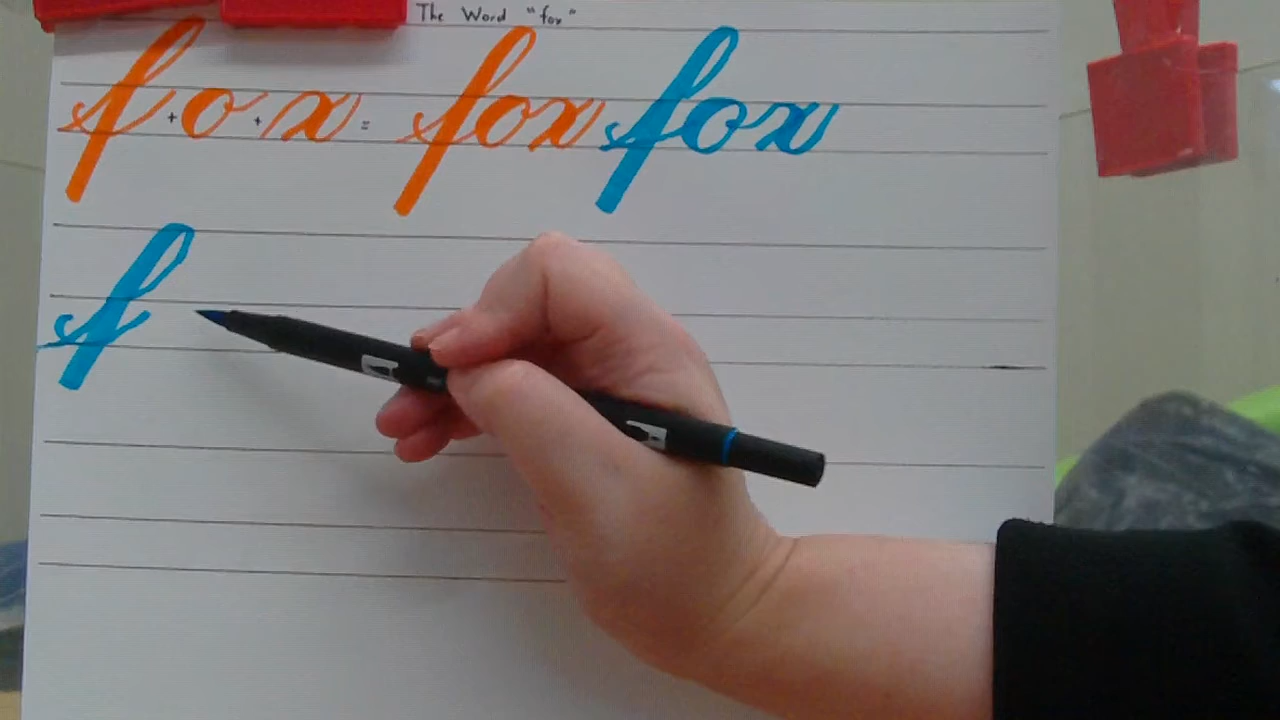 The Word "fox"
f + o + x = fox fox
f